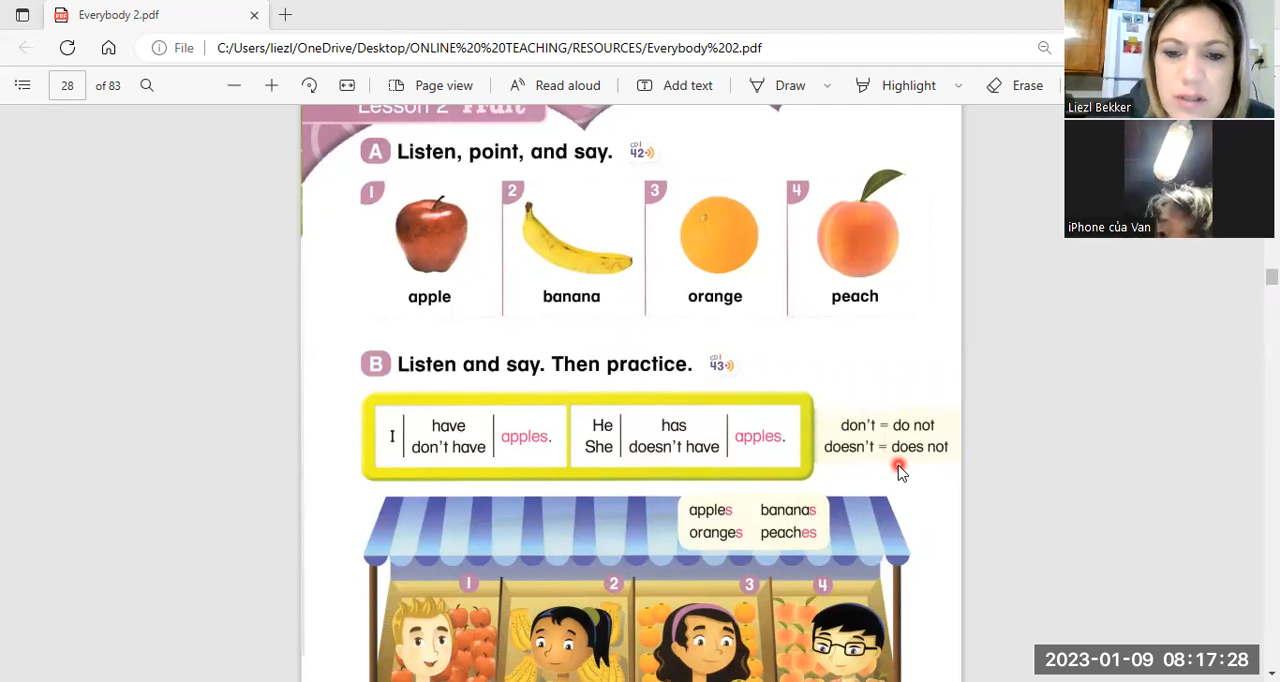 Everybody 2.pdf
File C:/Users/liezl/OneDrive/Desktop/ONLINE%20%20TEACHING/RESOURCES/Everybody%202.pdf
28 of 83 Page view Read aloud Add text Draw Highlight Erase
Liezl Bekker
iPhone của Van
Lesson 2 Fruit
A Listen, point, and say. CD1 42
1 2 3 4
apple banana orange peach
B Listen and say. Then practice. CD1 43
I have apples. He has apples. don't = do not
don't have She doesn't have doesn't = does not
apples bananas
oranges peaches
1 2 3 4
2023-01-09 08:17:28